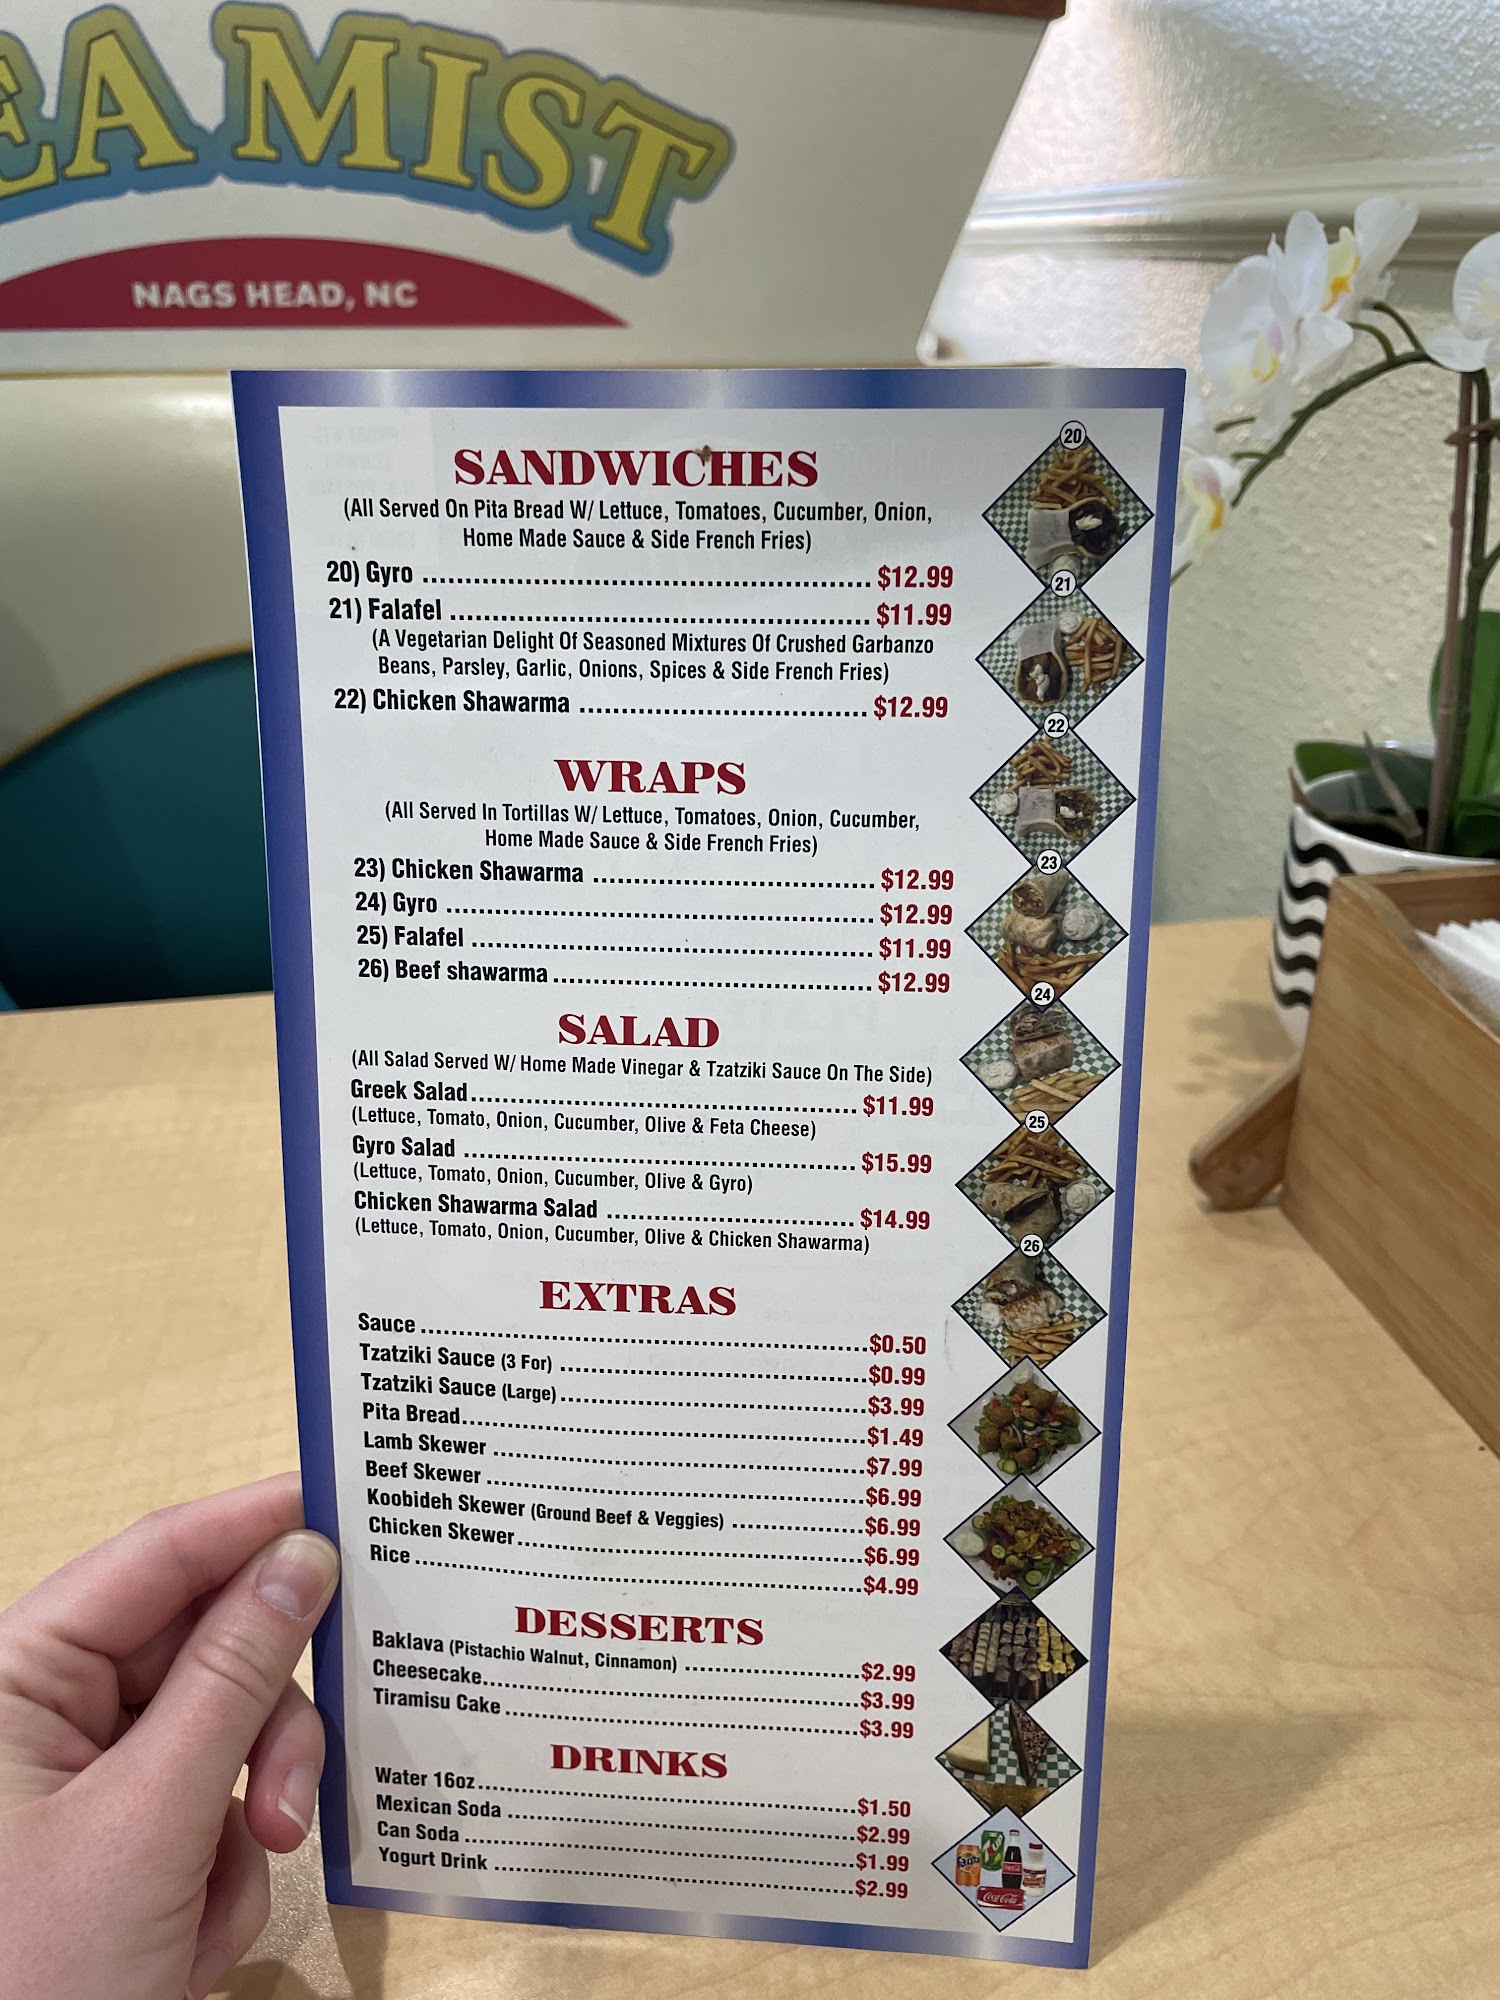 EA MIST
NAGS HEAD, NC
SANDWICHES
(All Served On Pita Bread W/ Lettuce, Tomatoes, Cucumber, Onion,
Home Made Sauce & Side French Fries)
20) Gyro ........ $12.99
21) Falafel ........ $11.99
(A Vegetarian Delight Of Seasoned Mixtures Of Crushed Garbanzo
Beans, Parsley, Garlic, Onions, Spices & Side French Fries)
22) Chicken Shawarma ........ $12.99
WRAPS
(All Served In Tortillas W/ Lettuce, Tomatoes, Onion, Cucumber,
Home Made Sauce & Side French Fries)
23) Chicken Shawarma ........ $12.99
24) Gyro ........ $12.99
25) Falafel ........ $11.99
26) Beef shawarma ........ $12.99
SALAD
(All Salad Served W/ Home Made Vinegar & Tzatziki Sauce On The Side)
Greek Salad ........ $11.99
(Lettuce, Tomato, Onion, Cucumber, Olive & Feta Cheese)
Gyro Salad ........ $15.99
(Lettuce, Tomato, Onion, Cucumber, Olive & Gyro)
Chicken Shawarma Salad ........ $14.99
(Lettuce, Tomato, Onion, Cucumber, Olive & Chicken Shawarma)
EXTRAS
Sauce ........ $0.50
Tzatziki Sauce (3 For) ........ $0.99
Tzatziki Sauce (Large) ........ $3.99
Pita Bread ........ $1.49
Lamb Skewer ........ $7.99
Beef Skewer ........ $6.99
Koobideh Skewer (Ground Beef & Veggies) ........ $6.99
Chicken Skewer ........ $6.99
Rice ........ $4.99
DESSERTS
Baklava (Pistachio Walnut, Cinnamon) ........ $2.99
Cheesecake ........ $3.99
Tiramisu Cake ........ $3.99
DRINKS
Water 16oz ........ $1.50
Mexican Soda ........ $2.99
Can Soda ........ $1.99
Yogurt Drink ........ $2.99
20
21
22
23
24
25
26
Fanta
Coca-Cola